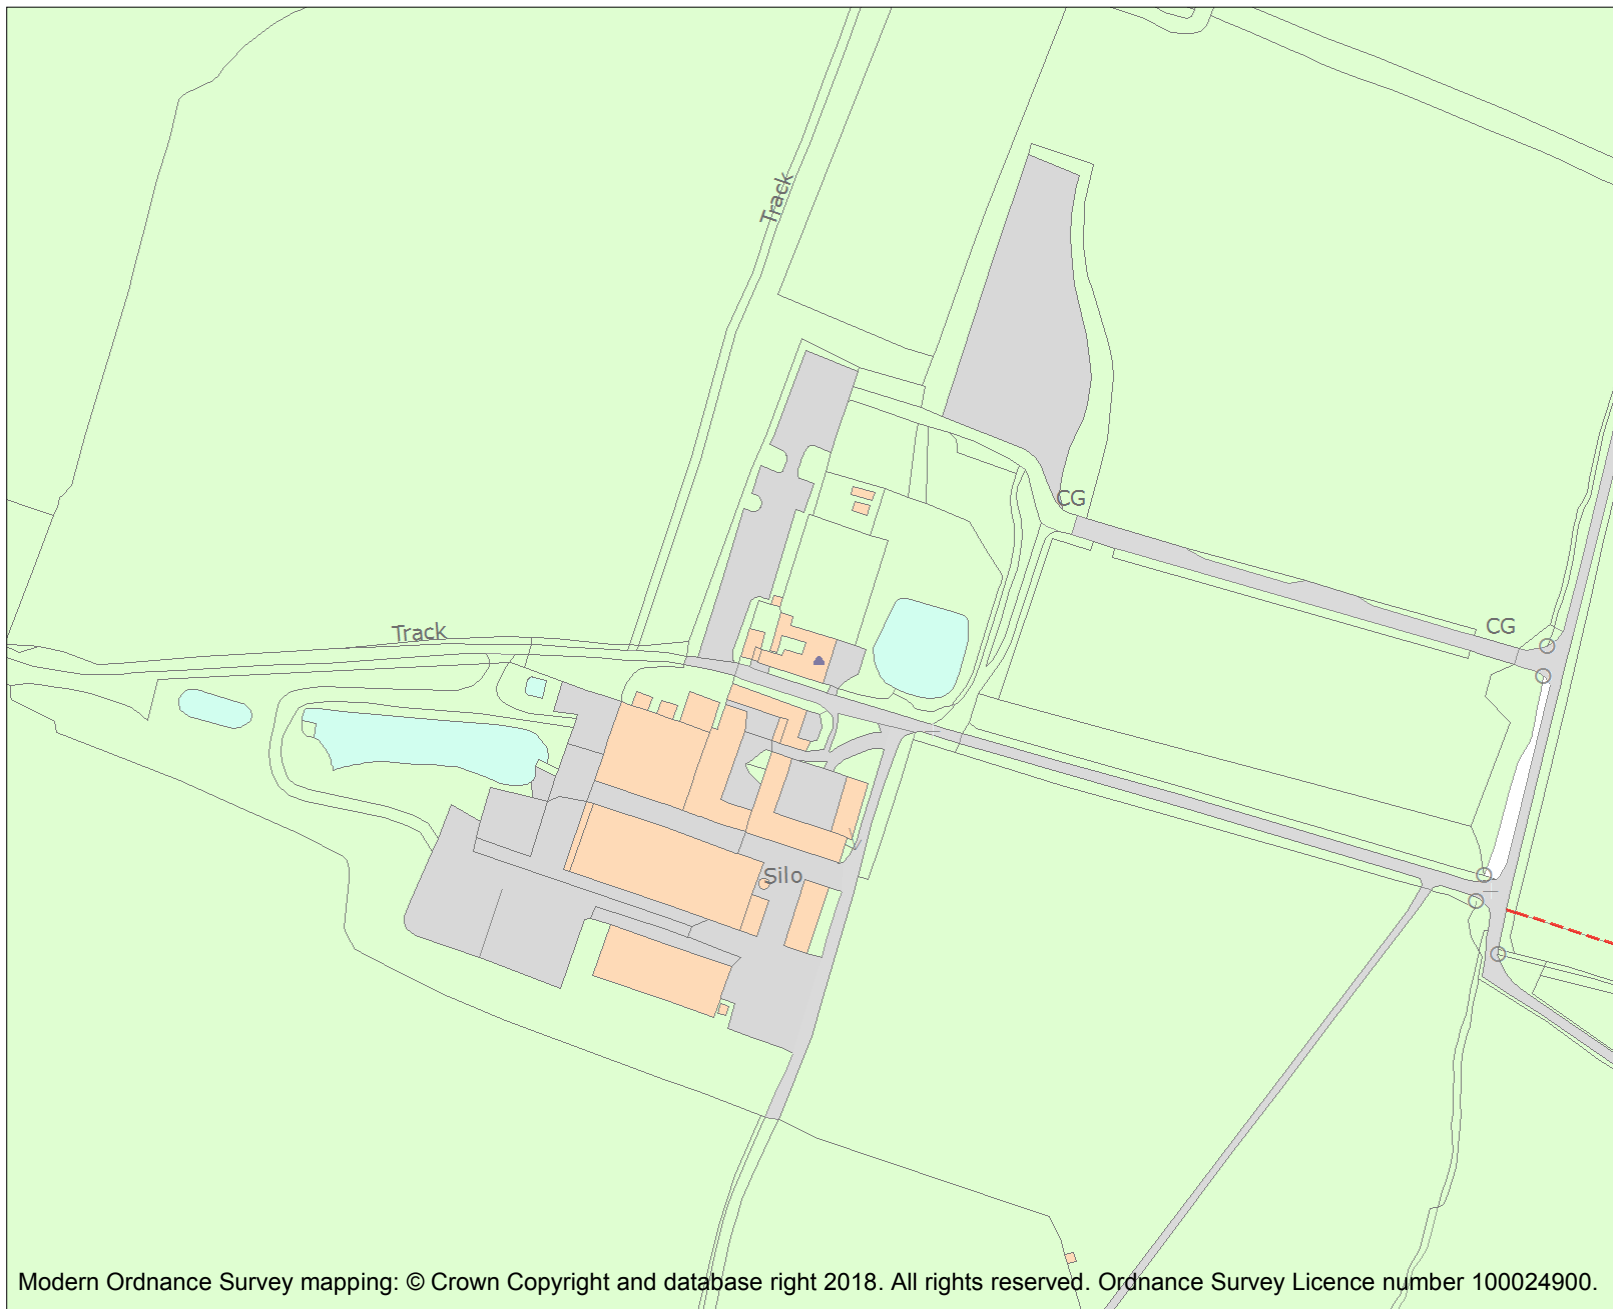 Track
CG
CG
Track
Silo
Modern Ordnance Survey mapping: © Crown Copyright and database right 2018. All rights reserved. Ordnance Survey Licence number 100024900.